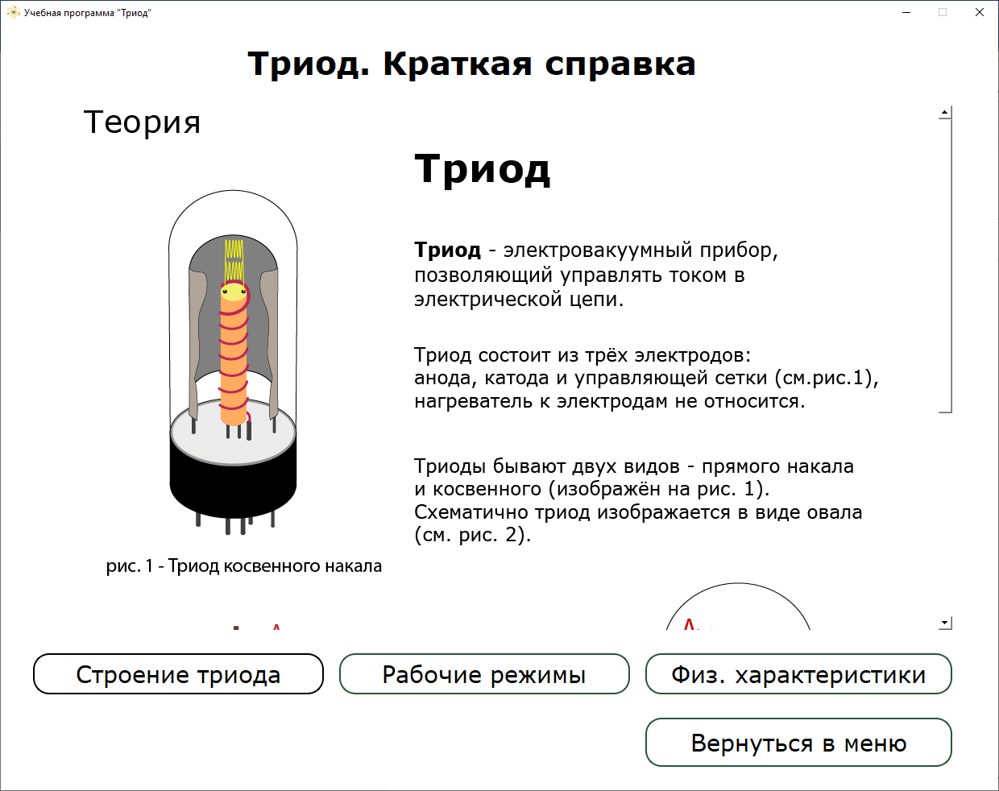 Учебная программа "Триод"
Триод. Краткая справка
Теория
Триод
Триод - электровакуумный прибор,
позволяющий управлять током в
электрической цепи.
Триод состоит из трёх электродов:
анода, катода и управляющей сетки (см.рис.1),
нагреватель к электродам не относится.
Триоды бывают двух видов - прямого накала
и косвенного (изображён на рис. 1).
Схематично триод изображается в виде овала
(см. рис. 2).
рис. 1 - Триод косвенного накала
Строение триода
Рабочие режимы
Физ. характеристики
Вернуться в меню